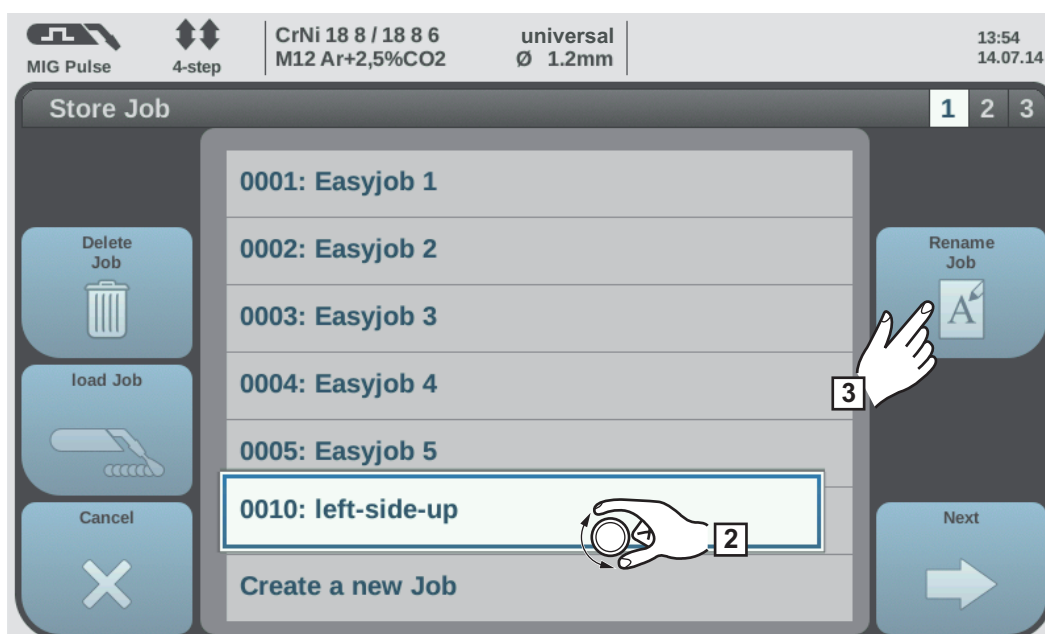 MIG Pulse
4-step
CrNi 18 8 / 18 8 6
M12 Ar+2,5%CO2
universal
Ø 1.2mm
13:54
14.07.14
Store Job
1 2 3
0001: Easyjob 1
0002: Easyjob 2
0003: Easyjob 3
0004: Easyjob 4
0005: Easyjob 5
0010: left-side-up
Create a new Job
Delete
Job
load Job
Cancel
Rename
Job
A
Next
3
2